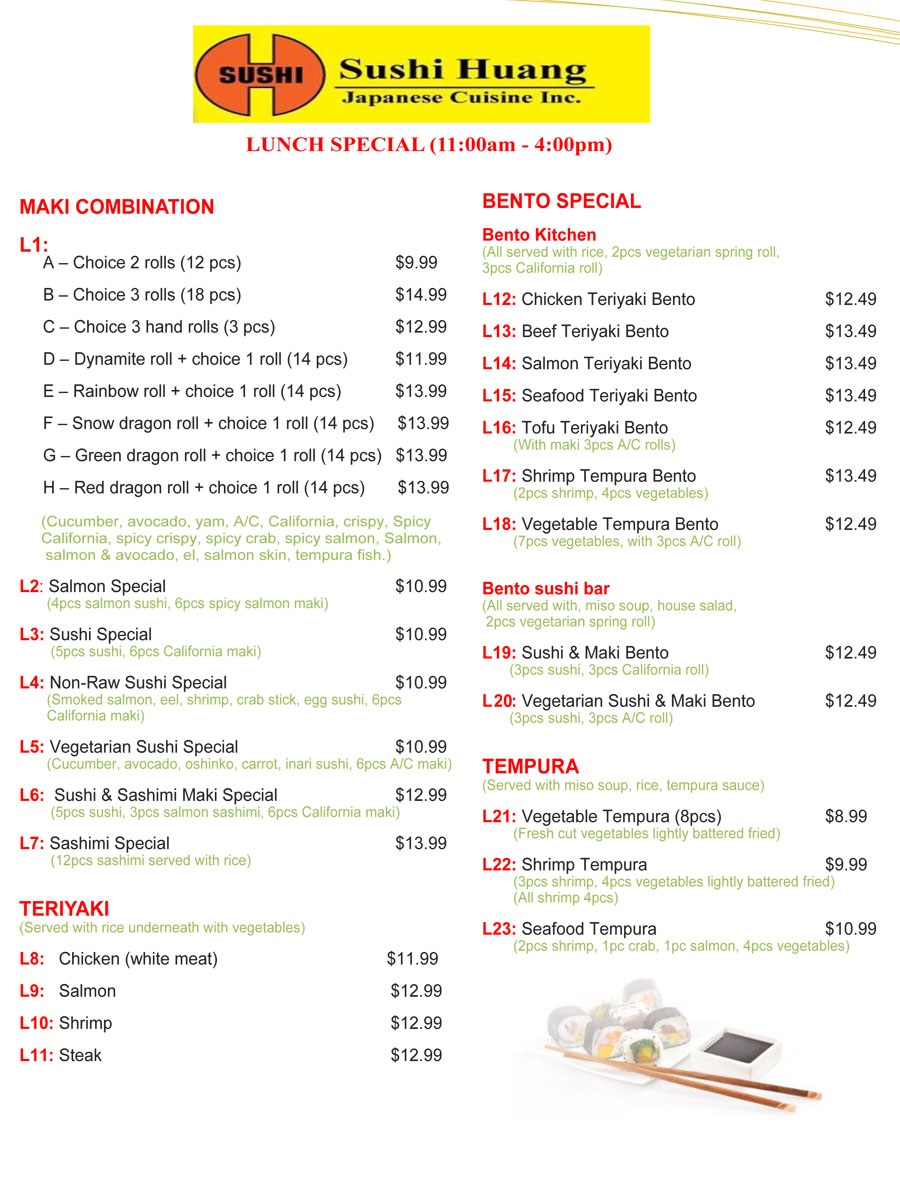 SUSHI
Sushi Huang
Japanese Cuisine Inc.
LUNCH SPECIAL (11:00am - 4:00pm)
MAKI COMBINATION
L1:
A – Choice 2 rolls (12 pcs) $9.99
B – Choice 3 rolls (18 pcs) $14.99
C – Choice 3 hand rolls (3 pcs) $12.99
D – Dynamite roll + choice 1 roll (14 pcs) $11.99
E – Rainbow roll + choice 1 roll (14 pcs) $13.99
F – Snow dragon roll + choice 1 roll (14 pcs) $13.99
G – Green dragon roll + choice 1 roll (14 pcs) $13.99
H – Red dragon roll + choice 1 roll (14 pcs) $13.99
(Cucumber, avocado, yam, A/C, California, crispy, Spicy
California, spicy crispy, spicy crab, spicy salmon, Salmon,
salmon & avocado, el, salmon skin, tempura fish.)
L2: Salmon Special $10.99
(4pcs salmon sushi, 6pcs spicy salmon maki)
L3: Sushi Special $10.99
(5pcs sushi, 6pcs California maki)
L4: Non-Raw Sushi Special $10.99
(Smoked salmon, eel, shrimp, crab stick, egg sushi, 6pcs
California maki)
L5: Vegetarian Sushi Special $10.99
(Cucumber, avocado, oshinko, carrot, inari sushi, 6pcs A/C maki)
L6: Sushi & Sashimi Maki Special $12.99
(5pcs sushi, 3pcs salmon sashimi, 6pcs California maki)
L7: Sashimi Special $13.99
(12pcs sashimi served with rice)
TERIYAKI
(Served with rice underneath with vegetables)
L8: Chicken (white meat) $11.99
L9: Salmon $12.99
L10: Shrimp $12.99
L11: Steak $12.99
BENTO SPECIAL
Bento Kitchen
(All served with rice, 2pcs vegetarian spring roll,
3pcs California roll)
L12: Chicken Teriyaki Bento $12.49
L13: Beef Teriyaki Bento $13.49
L14: Salmon Teriyaki Bento $13.49
L15: Seafood Teriyaki Bento $13.49
L16: Tofu Teriyaki Bento $12.49
(With maki 3pcs A/C rolls)
L17: Shrimp Tempura Bento $13.49
(2pcs shrimp, 4pcs vegetables)
L18: Vegetable Tempura Bento $12.49
(7pcs vegetables, with 3pcs A/C roll)
Bento sushi bar
(All served with, miso soup, house salad,
2pcs vegetarian spring roll)
L19: Sushi & Maki Bento $12.49
(3pcs sushi, 3pcs California roll)
L20: Vegetarian Sushi & Maki Bento $12.49
(3pcs sushi, 3pcs A/C roll)
TEMPURA
(Served with miso soup, rice, tempura sauce)
L21: Vegetable Tempura (8pcs) $8.99
(Fresh cut vegetables lightly battered fried)
L22: Shrimp Tempura $9.99
(3pcs shrimp, 4pcs vegetables lightly battered fried)
(All shrimp 4pcs)
L23: Seafood Tempura $10.99
(2pcs shrimp, 1pc crab, 1pc salmon, 4pcs vegetables)